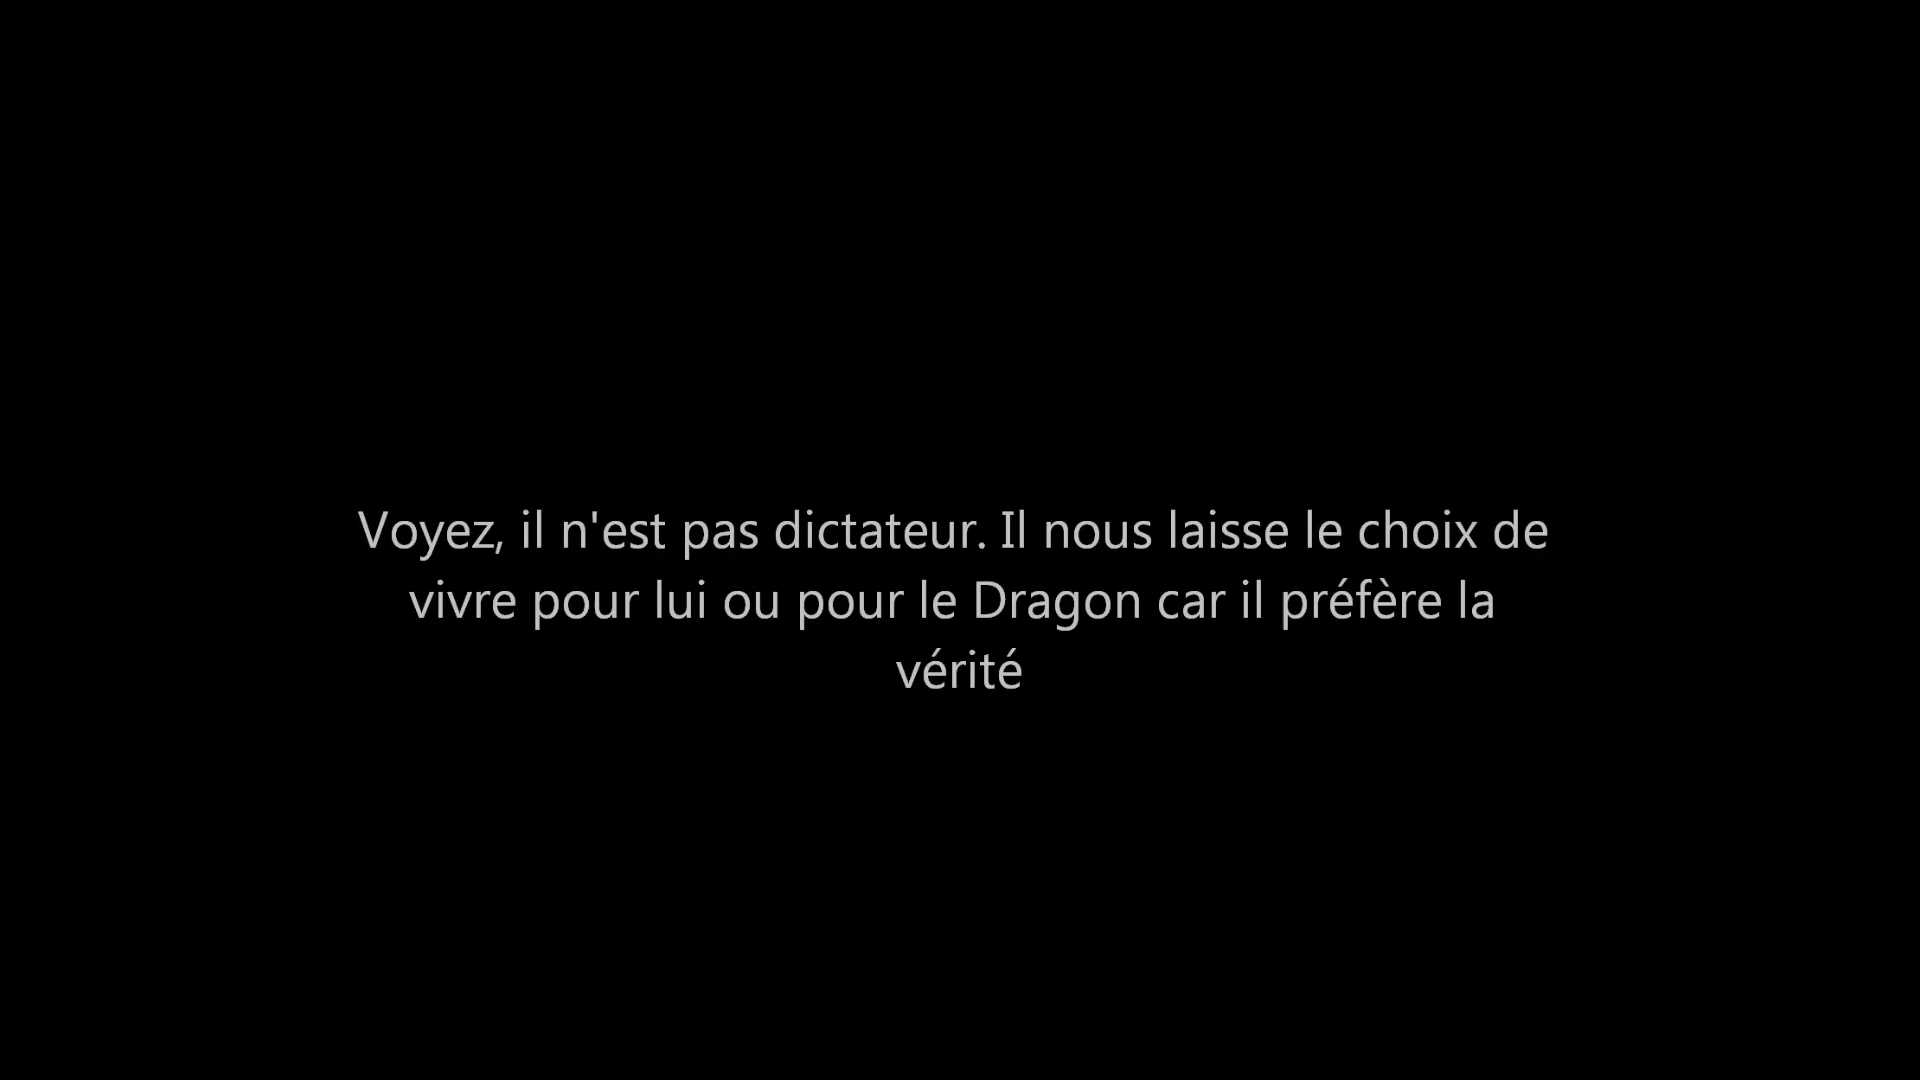 Voyez, il n'est pas dictateur. Il nous laisse le choix de
vivre pour lui ou pour le Dragon car il préfère la
vérité